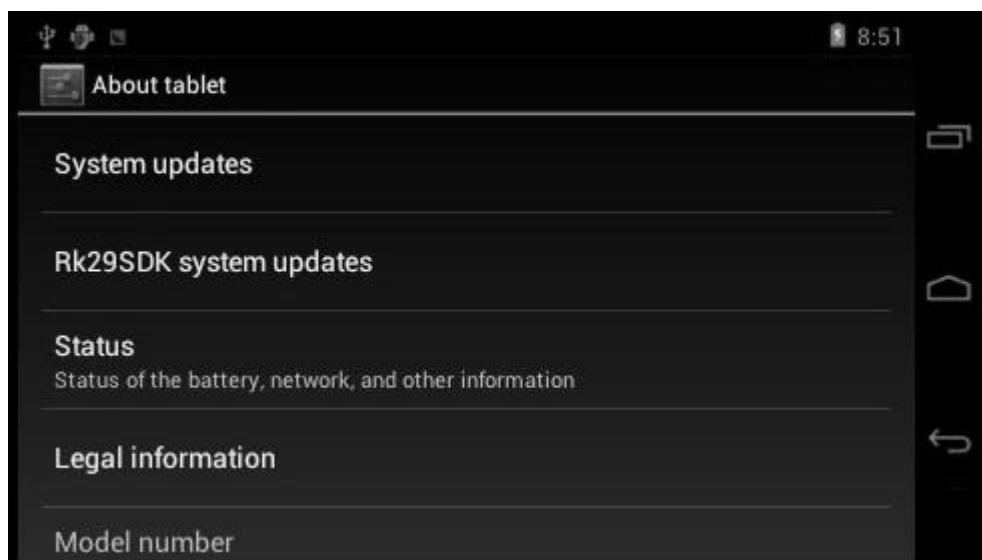 8:51
About tablet
System updates
Rk29SDK system updates
Status
Status of the battery, network, and other information
Legal information
Model number